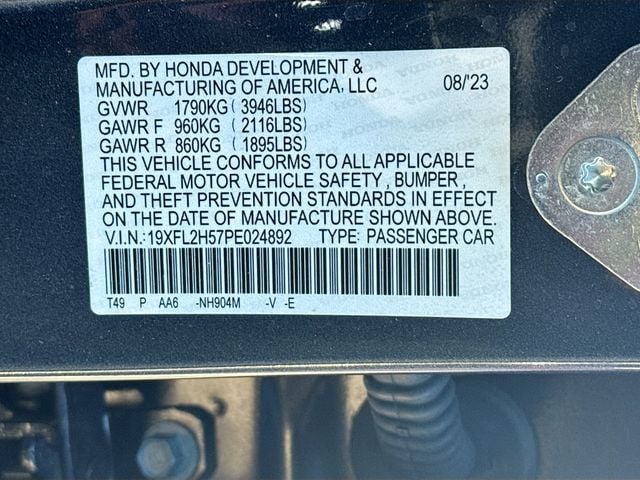 MFD. BY HONDA DEVELOPMENT &
MANUFACTURING OF AMERICA, LLC 08/'23
GVWR 1790KG ( 3946LBS)
GAWR F 960KG ( 2116LBS)
GAWR R 860KG ( 1895LBS)
THIS VEHICLE CONFORMS TO ALL APPLICABLE
FEDERAL MOTOR VEHICLE SAFETY , BUMPER ,
AND THEFT PREVENTION STANDARDS IN EFFECT
ON THE DATE OF MANUFACTURE SHOWN ABOVE.
V.I.N.:19XFL2H57PE024892 TYPE: PASSENGER CAR
T49 P AA6 -NH904M -V -E